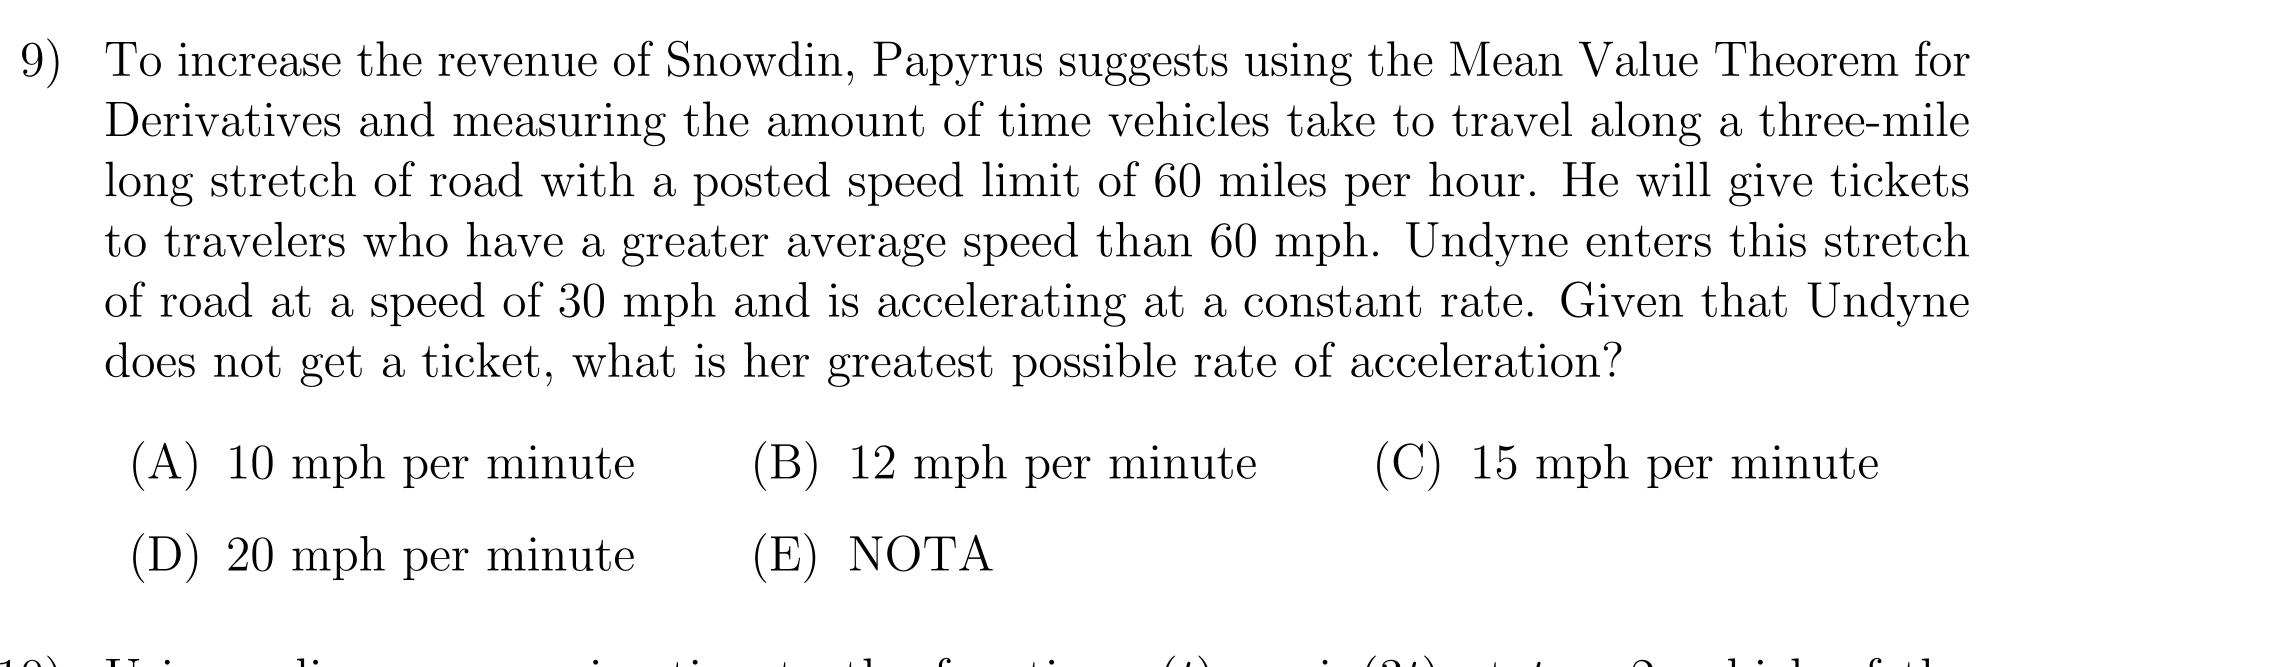 9) To increase the revenue of Snowdin, Papyrus suggests using the Mean Value Theorem for
Derivatives and measuring the amount of time vehicles take to travel along a three-mile
long stretch of road with a posted speed limit of 60 miles per hour. He will give tickets
to travelers who have a greater average speed than 60 mph. Undyne enters this stretch
of road at a speed of 30 mph and is accelerating at a constant rate. Given that Undyne
does not get a ticket, what is her greatest possible rate of acceleration?
(A) 10 mph per minute (B) 12 mph per minute (C) 15 mph per minute
(D) 20 mph per minute (E) NOTA